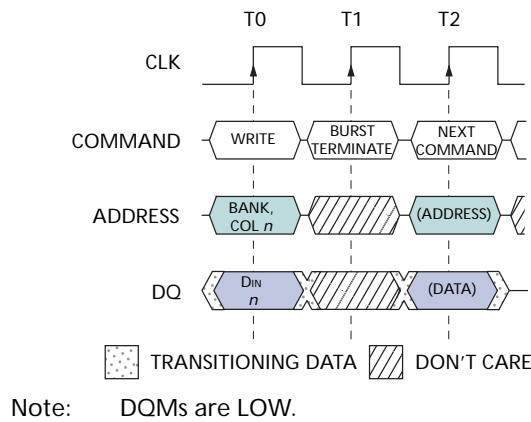 T0 T1 T2
CLK
COMMAND WRITE BURST TERMINATE NEXT COMMAND
ADDRESS BANK, COL n (ADDRESS)
DQ DIN n (DATA)
TRANSITIONING DATA DON'T CARE
Note: DQMs are LOW.